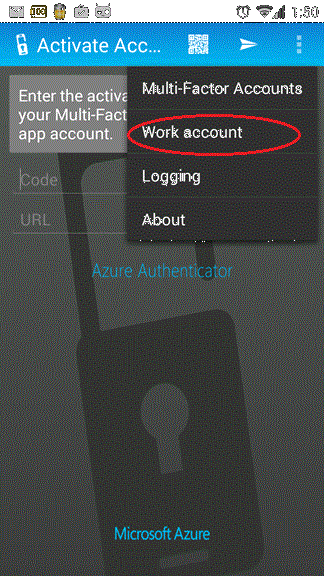 1:50
Activate Acc...
Enter the activa
your Multi-Fact
app account.
Code
URL
Multi-Factor Accounts
Work account
Logging
About
Azure Authenticator
Microsoft Azure